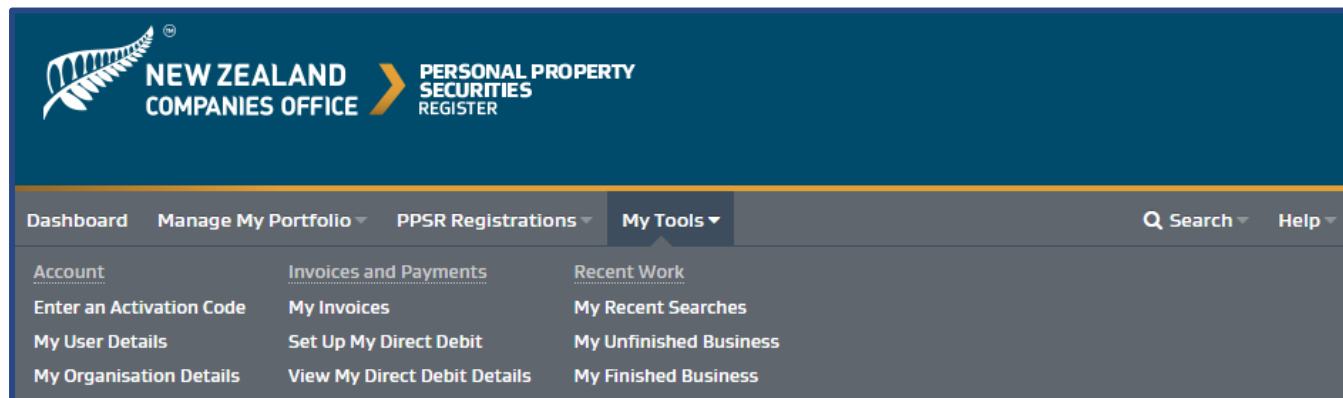 TM
NEW ZEALAND
COMPANIES OFFICE
PERSONAL PROPERTY
SECURITIES
REGISTER
Dashboard Manage My Portfolio PPSR Registrations My Tools Search Help
Account Invoices and Payments Recent Work
Enter an Activation Code My Invoices My Recent Searches
My User Details Set Up My Direct Debit My Unfinished Business
My Organisation Details View My Direct Debit Details My Finished Business